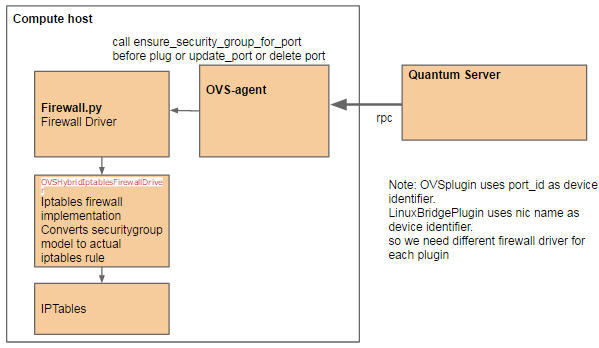 Compute host
call ensure_security_group_for_port
before plug or update_port or delete port
Firewall.py
Firewall Driver
OVS-agent
rpc
Quantum Server
OVSHybridIptablesFirewallDrive
r
Iptables firewall
implementation
Converts securitygroup
model to actual
iptables rule
IPTables
Note: OVSplugin uses port_id as device
identifier.
LinuxBridgePlugin uses nic name as
device identifier.
so we need different firewall driver for
each plugin